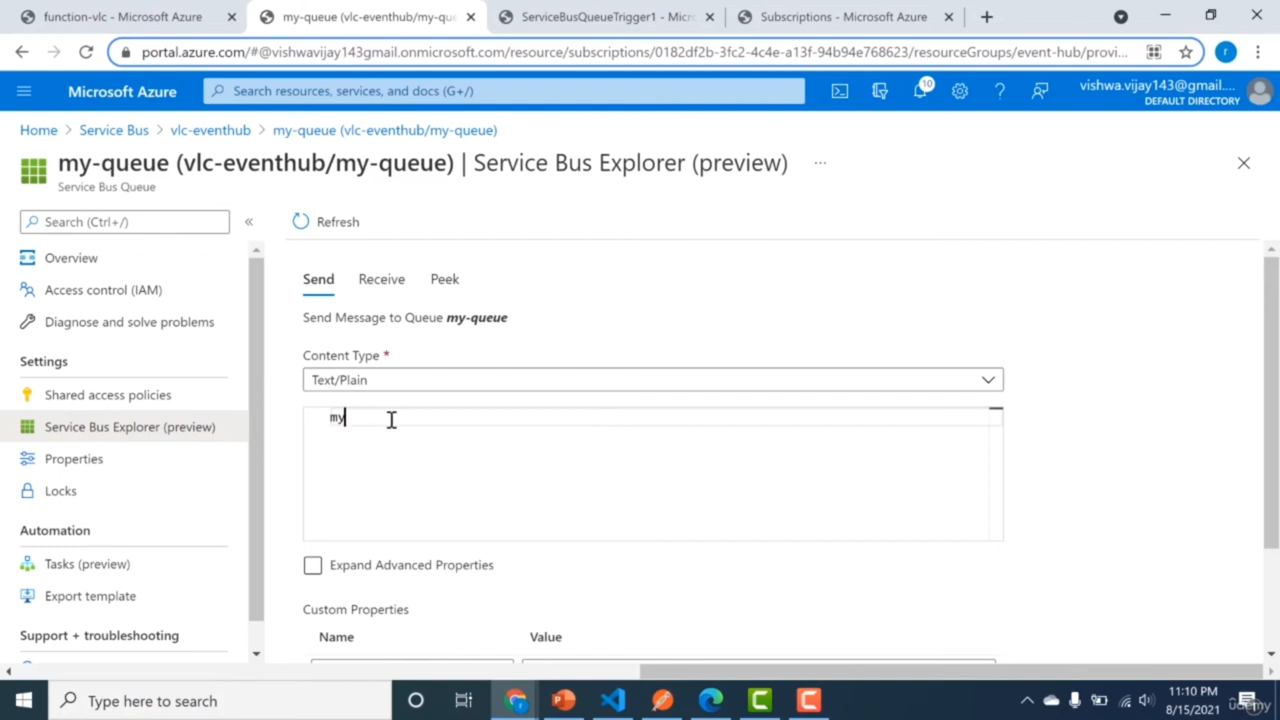 function-vlc - Microsoft Azure
my-queue (vlc-eventhub/my-qu
ServiceBusQueueTrigger1 - Micr
Subscriptions - Microsoft Azure
portal.azure.com/#@vishwavijay143gmail.onmicrosoft.com/resource/subscriptions/0182df2b-3fc2-4c4e-a13f-94b94e768623/resourceGroups/event-hub/provi...
r
Microsoft Azure
Search resources, services, and docs (G+/)
10
vishwa.vijay143@gmail....
DEFAULT DIRECTORY
Home > Service Bus > vlc-eventhub > my-queue (vlc-eventhub/my-queue)
my-queue (vlc-eventhub/my-queue) | Service Bus Explorer (preview) ...
Service Bus Queue
Search (Ctrl+/)
«
Refresh
Overview
Access control (IAM)
Diagnose and solve problems
Settings
Shared access policies
Service Bus Explorer (preview)
Properties
Locks
Automation
Tasks (preview)
Export template
Support + troubleshooting
Send Receive Peek
Send Message to Queue my-queue
Content Type *
Text/Plain
my
Expand Advanced Properties
Custom Properties
Name Value
Type here to search
11:10 PM
8/15/2021
udemy